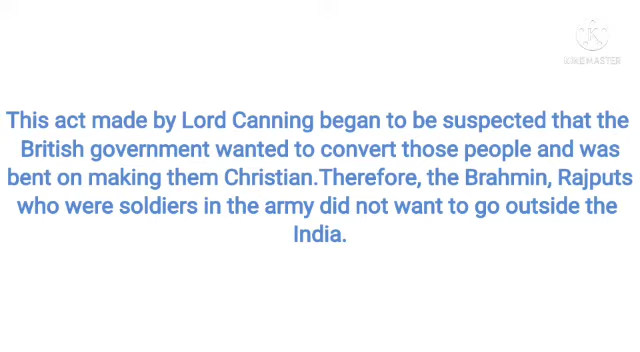 KINEMASTER
This act made by Lord Canning began to be suspected that the
British government wanted to convert those people and was
bent on making them Christian.Therefore, the Brahmin, Rajputs
who were soldiers in the army did not want to go outside the
India.